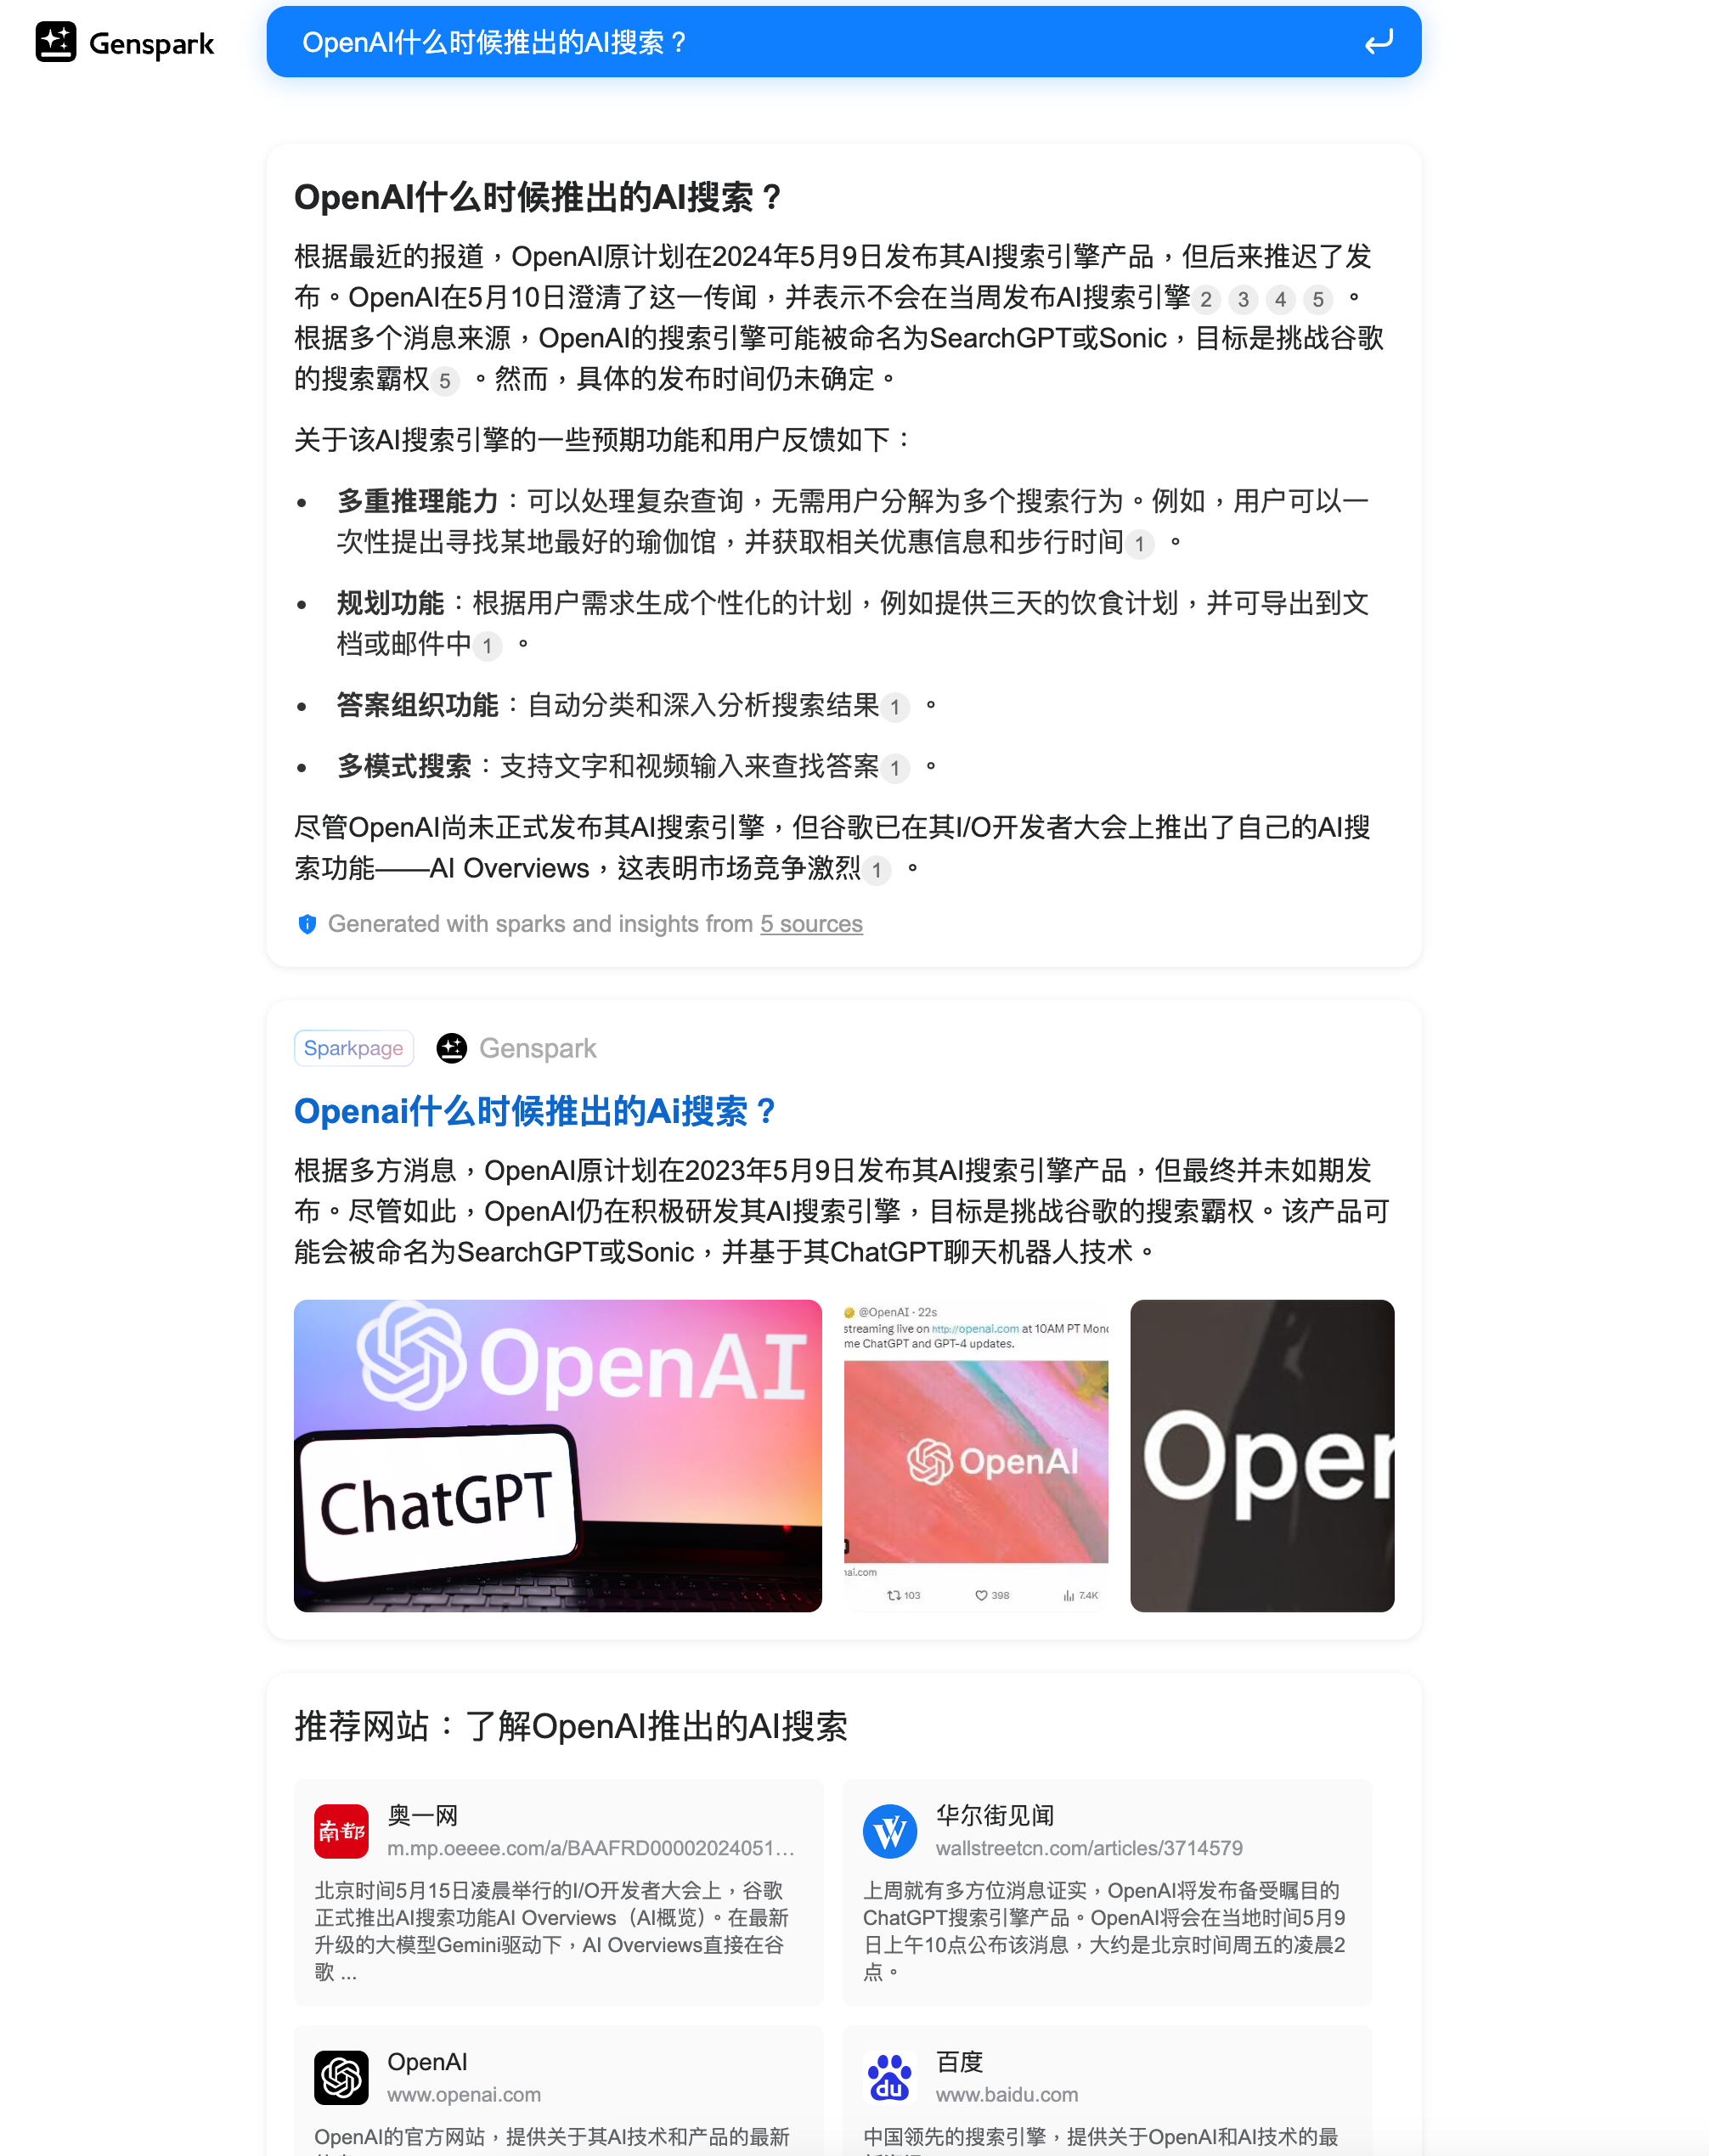 Genspark
OpenAI什么时候推出的AI搜索？
OpenAI什么时候推出的AI搜索？
根据最近的报道，OpenAI原计划在2024年5月9日发布其AI搜索引擎产品，但后来推迟了发
布。OpenAI在5月10日澄清了这一传闻，并表示不会在当周发布AI搜索引擎 2 3 4 5 。
根据多个消息来源，OpenAI的搜索引擎可能被命名为SearchGPT或Sonic，目标是挑战谷歌
的搜索霸权 5 。然而，具体的发布时间仍未确定。
关于该AI搜索引擎的一些预期功能和用户反馈如下：
• 多重推理能力：可以处理复杂查询，无需用户分解为多个搜索行为。例如，用户可以一
次性提出寻找某地最好的瑜伽馆，并获取相关优惠信息和步行时间 1 。
• 规划功能：根据用户需求生成个性化的计划，例如提供三天的饮食计划，并可导出到文
档或邮件中 1 。
• 答案组织功能：自动分类和深入分析搜索结果 1 。
• 多模式搜索：支持文字和视频输入来查找答案 1 。
尽管OpenAI尚未正式发布其AI搜索引擎，但谷歌已在其I/O开发者大会上推出了自己的AI搜
索功能——AI Overviews，这表明市场竞争激烈 1 。
Generated with sparks and insights from 5 sources
Sparkpage Genspark
Openai什么时候推出的Ai搜索？
根据多方消息，OpenAI原计划在2023年5月9日发布其AI搜索引擎产品，但最终并未如期发
布。尽管如此，OpenAI仍在积极研发其AI搜索引擎，目标是挑战谷歌的搜索霸权。该产品可
能会被命名为SearchGPT或Sonic，并基于其ChatGPT聊天机器人技术。
OpenAI
ChatGPT
@OpenAI · 22s
streaming live on http://openai.com at 10AM PT Mond
me ChatGPT and GPT-4 updates.
OpenAI
nai.com
103 398 7.4K
Open
推荐网站：了解OpenAI推出的AI搜索
南都
奥一网
m.mp.oeeee.com/a/BAAFRD00002024051...
北京时间5月15日凌晨举行的I/O开发者大会上，谷歌
正式推出AI搜索功能AI Overviews（AI概览）。在最新
升级的大模型Gemini驱动下，AI Overviews直接在谷
歌 ...
华尔街见闻
wallstreetcn.com/articles/3714579
上周就有多方位消息证实，OpenAI将发布备受瞩目的
ChatGPT搜索引擎产品。OpenAI将会在当地时间5月9
日上午10点公布该消息，大约是北京时间周五的凌晨2
点。
OpenAI
www.openai.com
OpenAI的官方网站，提供关于其AI技术和产品的最新
du
百度
www.baidu.com
中国领先的搜索引擎，提供关于OpenAI和AI技术的最